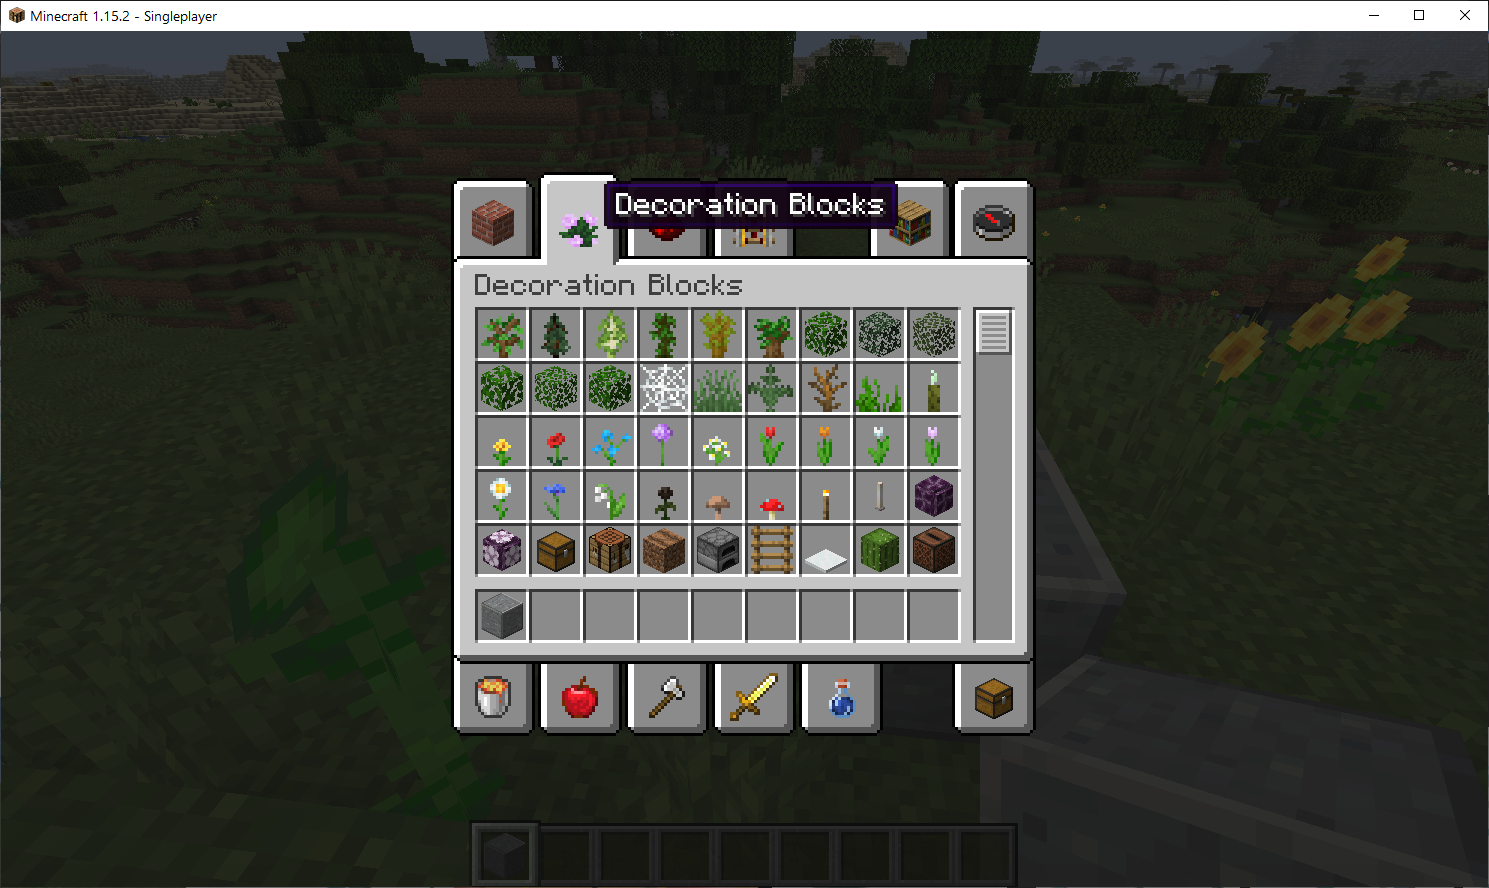 Minecraft 1.15.2 - Singleplayer
Decoration Blocks
Decoration Blocks